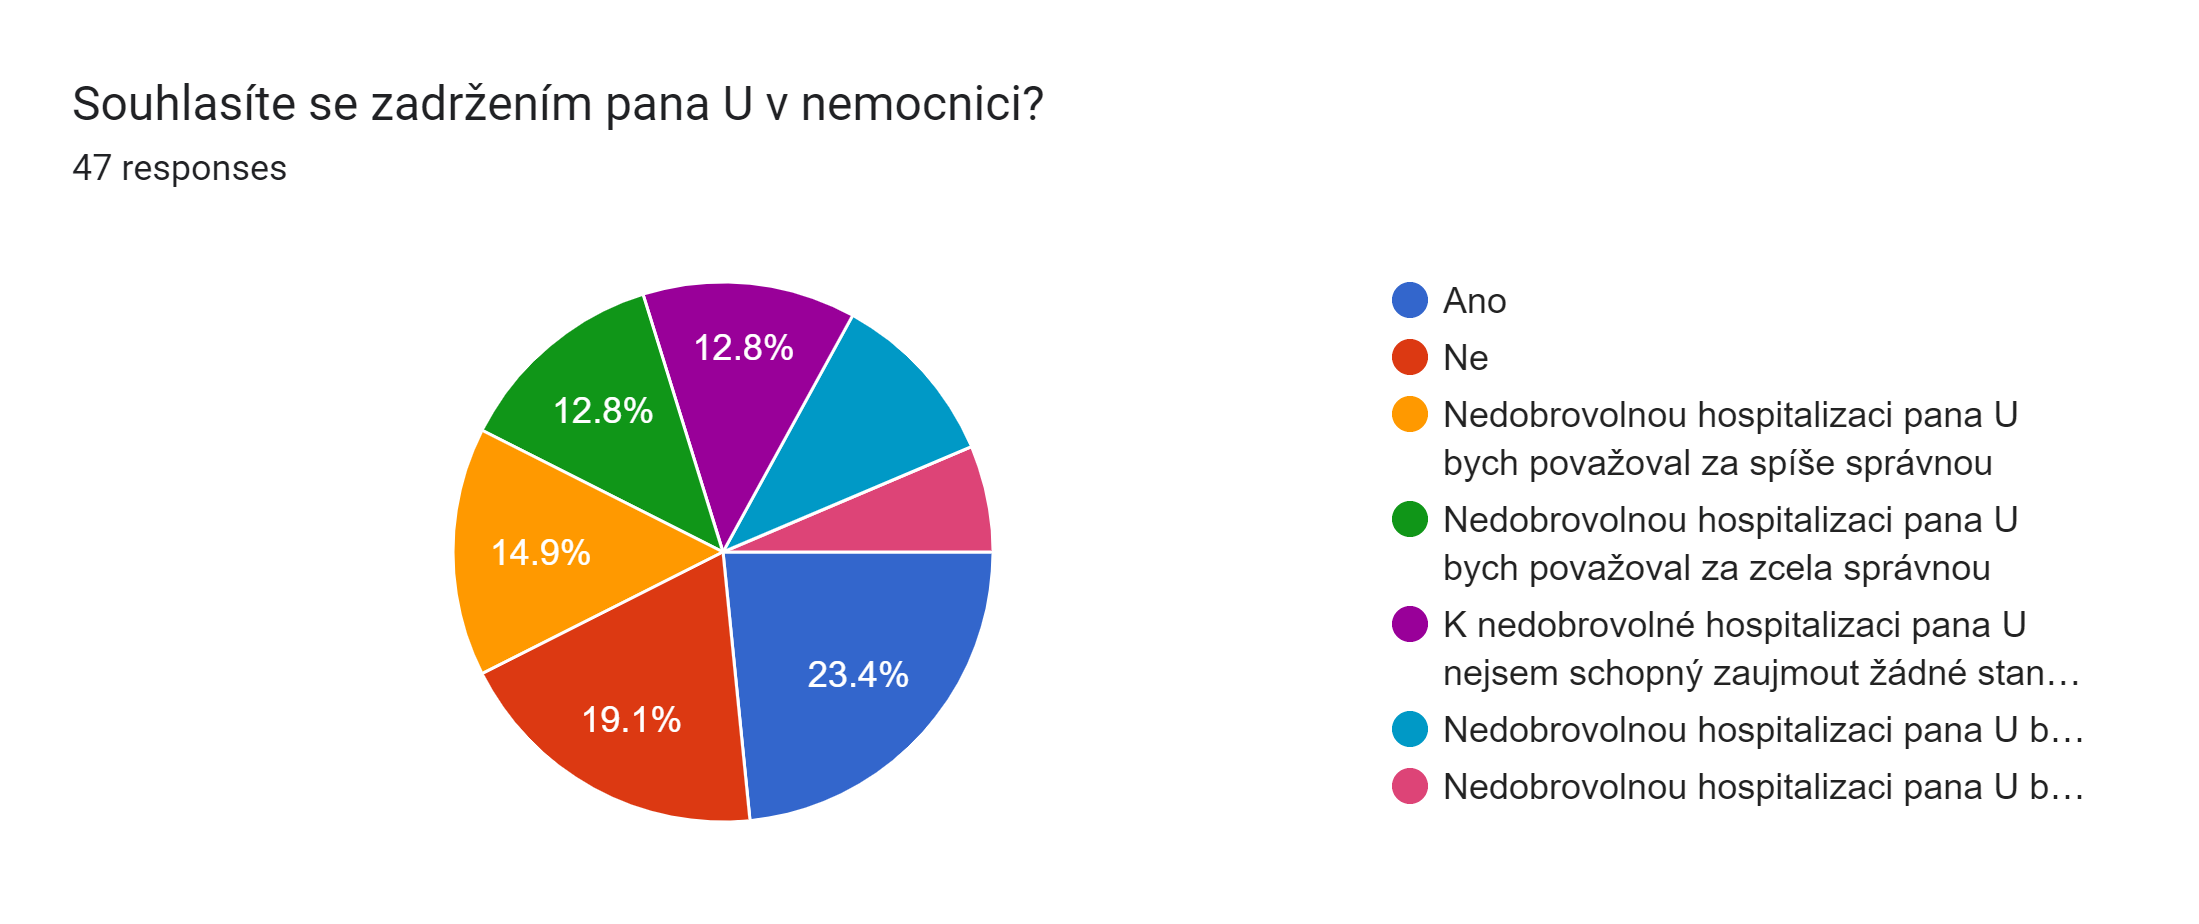 Souhlasíte se zadržením pana U v nemocnici?
47 responses
12.8%
12.8%
14.9%
19.1%
23.4%
Ano
Ne
Nedobrovolnou hospitalizaci pana U
bych považoval za spíše správnou
Nedobrovolnou hospitalizaci pana U
bych považoval za zcela správnou
K nedobrovolné hospitalizaci pana U
nejsem schopný zaujmout žádné stan…
Nedobrovolnou hospitalizaci pana U b…
Nedobrovolnou hospitalizaci pana U b…